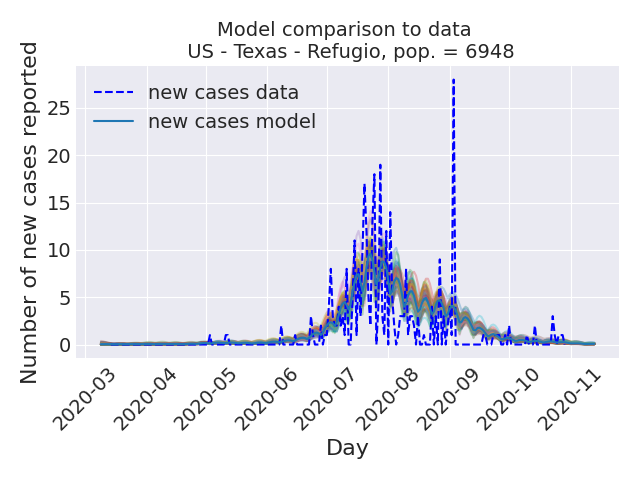 Model comparison to data
US - Texas - Refugio, pop. = 6948
new cases data
new cases model
Number of new cases reported
25
20
15
10
5
0
2020-03
2020-04
2020-05
2020-06
2020-07
2020-08
2020-09
2020-10
2020-11
Day